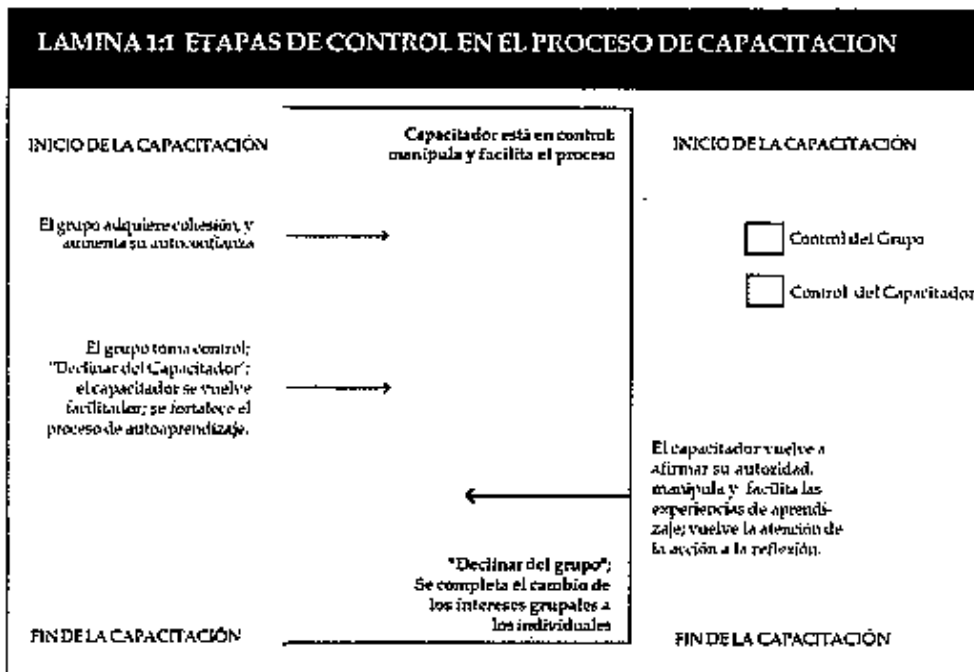 LAMINA 1:1 ETAPAS DE CONTROL EN EL PROCESO DE CAPACITACION
INICIO DE LA CAPACITACIÓN
Capacitador está en control:
manipula y facilita el proceso
INICIO DE LA CAPACITACIÓN
El grupo adquiere cohesión, y
aumenta su autoconfianza
Control del Grupo
Control del Capacitador
El grupo toma control;
"Declinar del Capacitador";
el capacitador se vuelve
facilitador; se fortalece el
proceso de autoaprendizaje.
El capacitador vuelve a
afirmar su autoridad,
manipula y facilita las
experiencias de aprendi-
zaje; vuelve la atención de
la acción a la reflexión.
"Declinar del grupo";
Se completa el cambio de
los intereses grupales a
los individuales
FIN DE LA CAPACITACIÓN
FIN DE LA CAPACITACIÓN